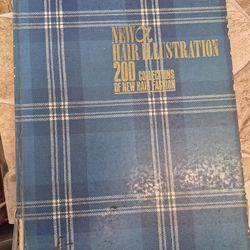 NEW α
HAIR ILLUSTRATION
200 COLLECTIONS
OF NEW HAIR FASHION